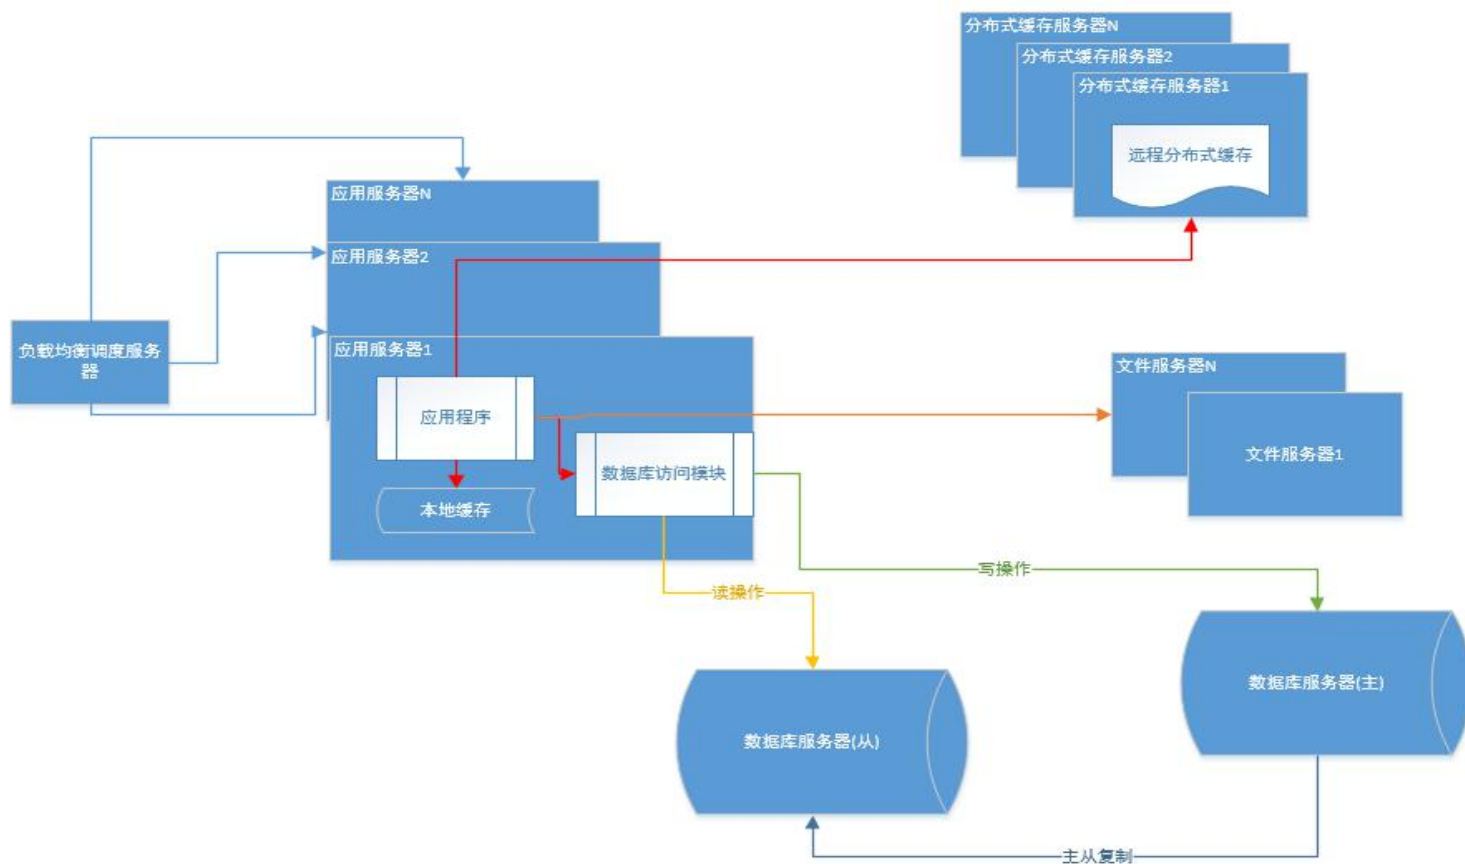 分布式缓存服务器N
分布式缓存服务器2
分布式缓存服务器1
远程分布式缓存
应用服务器N
应用服务器2
应用服务器1
负载均衡调度服务
器
应用程序
数据库访问模块
本地缓存
文件服务器N
文件服务器1
写操作
读操作
数据库服务器(主)
数据库服务器(从)
主从复制